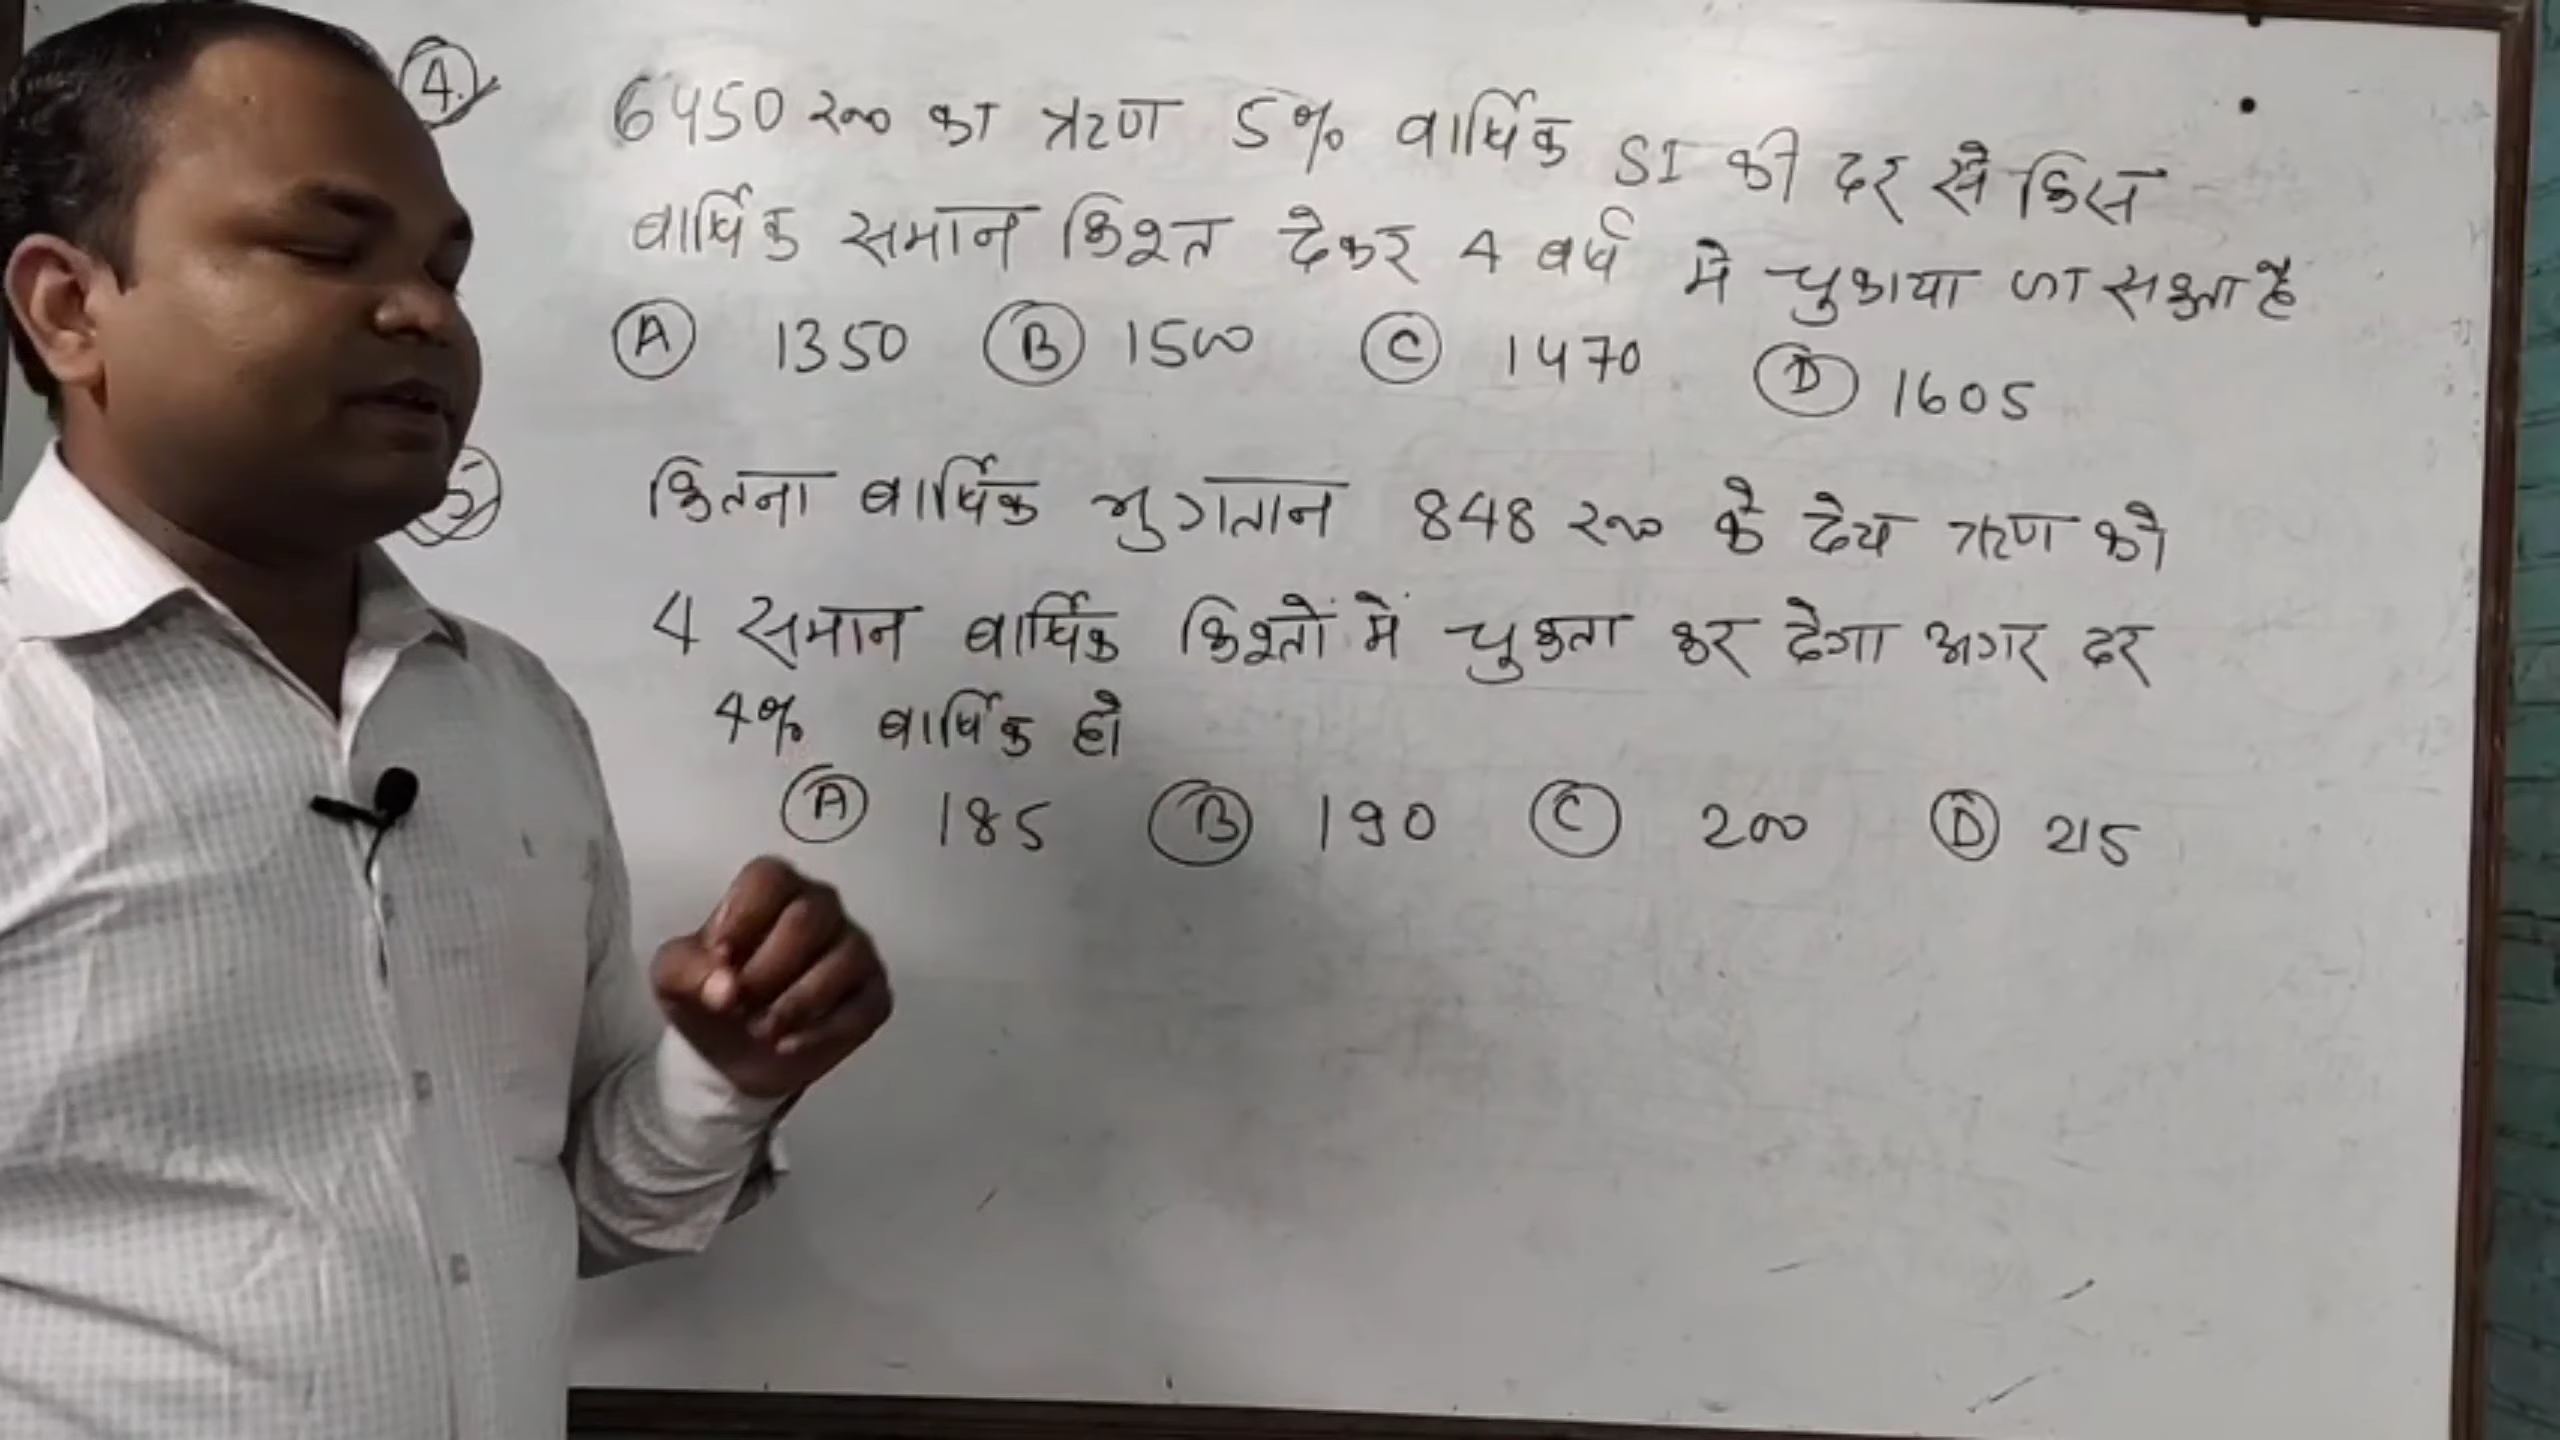 4.
6450 रु० का ऋण 5% वार्षिक SI की दर से किस
वार्षिक समान किश्त देकर 4 वर्ष में चुकाया जा सकता है
A 1350 B 1500 C 1470 D 1605
5 कितना वार्षिक भुगतान 848 रु० के देय ऋण को
4 समान वार्षिक किश्तों में चुकता कर देगा अगर दर
4% वार्षिक हो
A 185 B 190 C 200 D 215